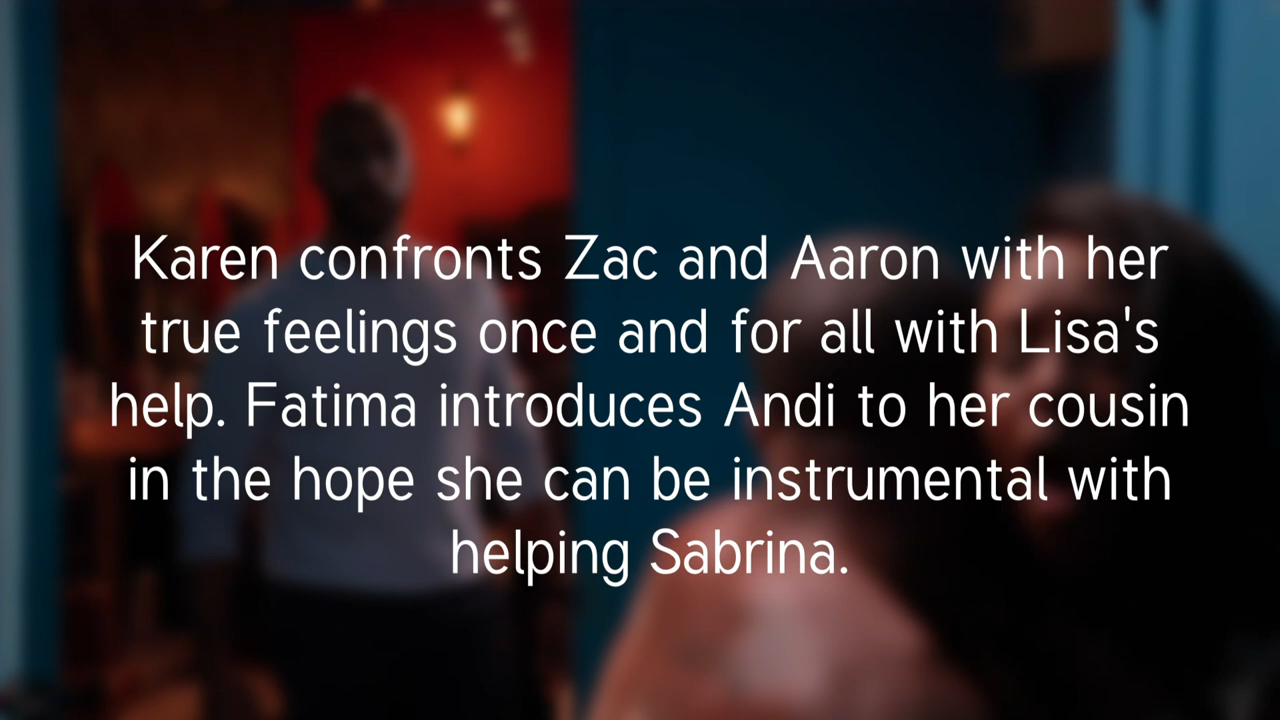 Karen confronts Zac and Aaron with her
true feelings once and for all with Lisa's
help. Fatima introduces Andi to her cousin
in the hope she can be instrumental with
helping Sabrina.